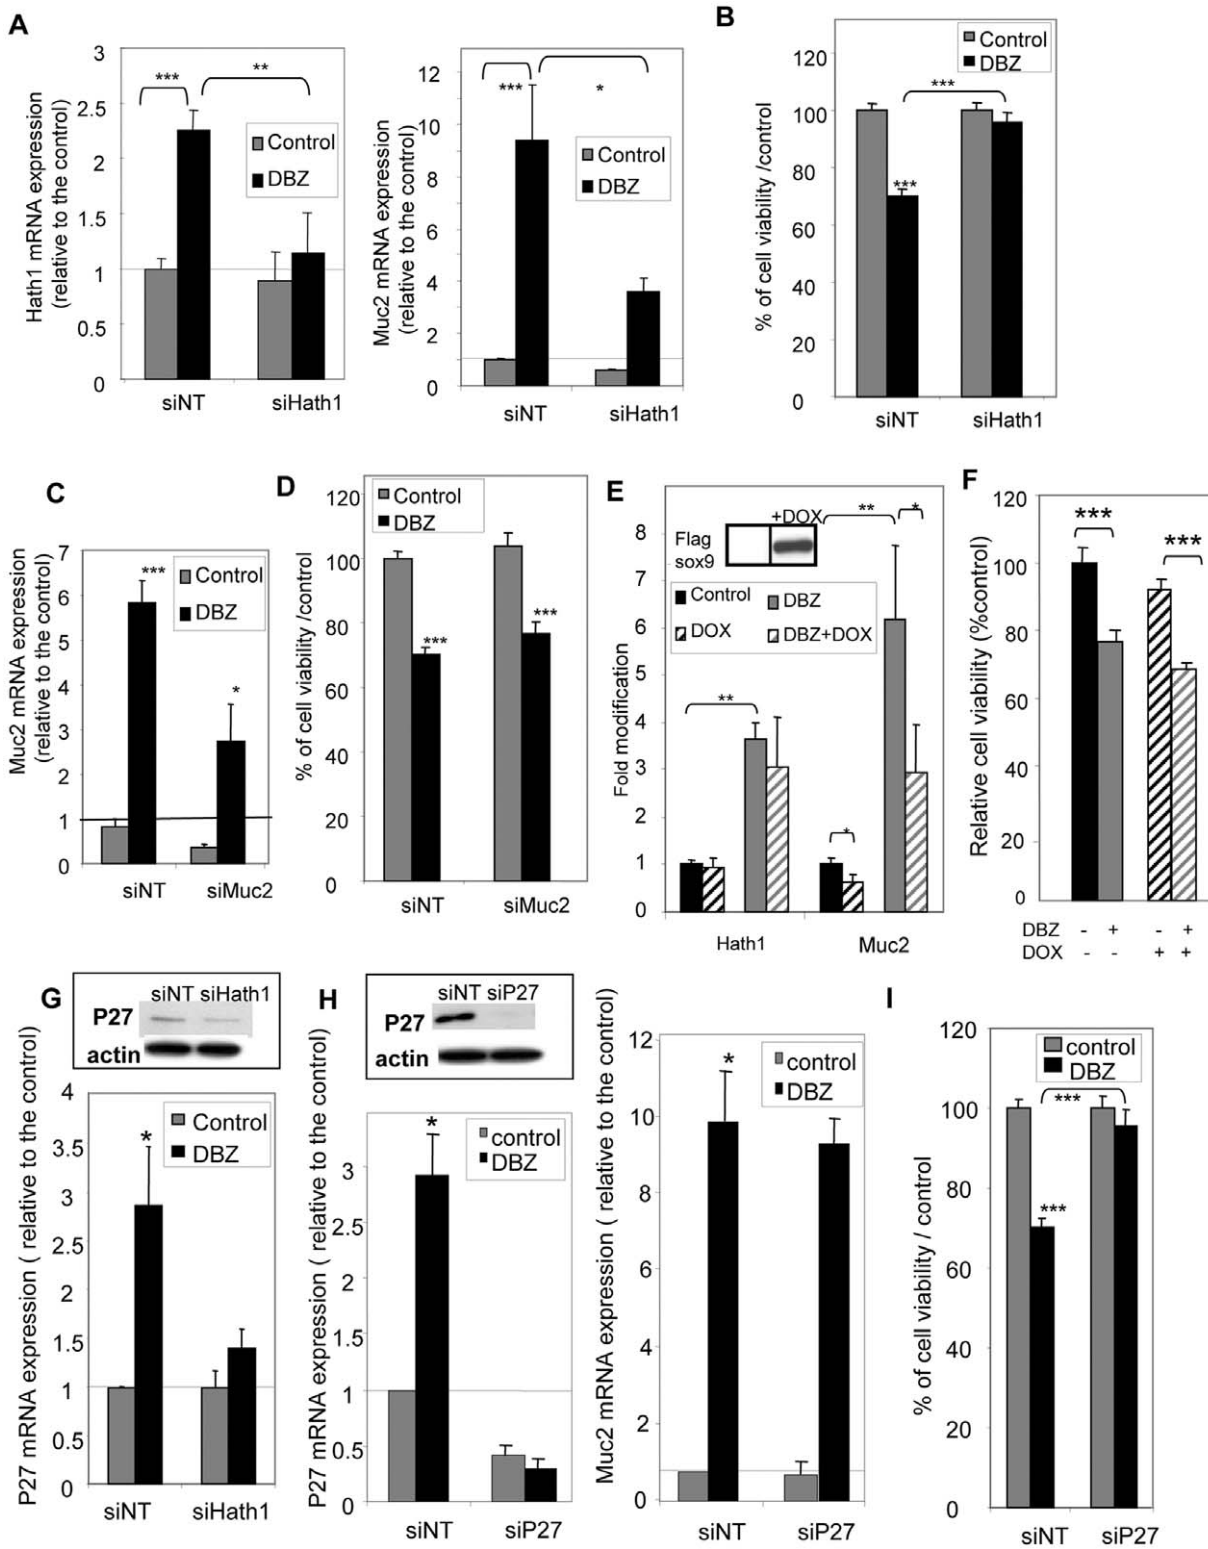 A
Hath1 mRNA expression
(relative to the control)
3
2.5
2
1.5
1
0.5
0
***
**
Control
DBZ
siNT
siHath1
Muc2 mRNA expression
(relative to the control)
12
10
8
6
4
2
0
***
*
Control
DBZ
siNT
siHath1
B
% of cell viability /control
120
100
80
60
40
20
0
Control
DBZ
***
***
siNT
siHath1
C
Muc2 mRNA expression
(relative to the control)
7
6
5
4
3
2
1
0
***
*
Control
DBZ
siNT
siMuc2
D
% of cell viability /control
120
100
80
60
40
20
0
Control
DBZ
***
***
siNT
siMuc2
E
Fold modification
8
7
6
5
4
3
2
1
0
+DOX
Flag
sox9
Control
DBZ
DOX
DBZ+DOX
**
**
*
*
Hath1
Muc2
F
Relative cell viability (%control)
120
100
80
60
40
20
0
***
***
DBZ - + - +
DOX - - + +
G
siNT siHath1
P27
actin
P27 mRNA expression ( relative to the control)
4
3.5
3
2.5
2
1.5
1
0.5
0
*
Control
DBZ
siNT
siHath1
H
siNT siP27
P27
actin
P27 mRNA expression ( relative to the control)
3
2.5
3
1.5
1
0.5
0
*
control
DBZ
siNT
siP27
Muc2 mRNA expression ( relative to the control)
12
10
8
6
4
2
0
*
control
DBZ
siNT
siP27
I
% of cell viability / control
120
100
80
60
40
20
0
control
DBZ
***
***
siNT
siP27